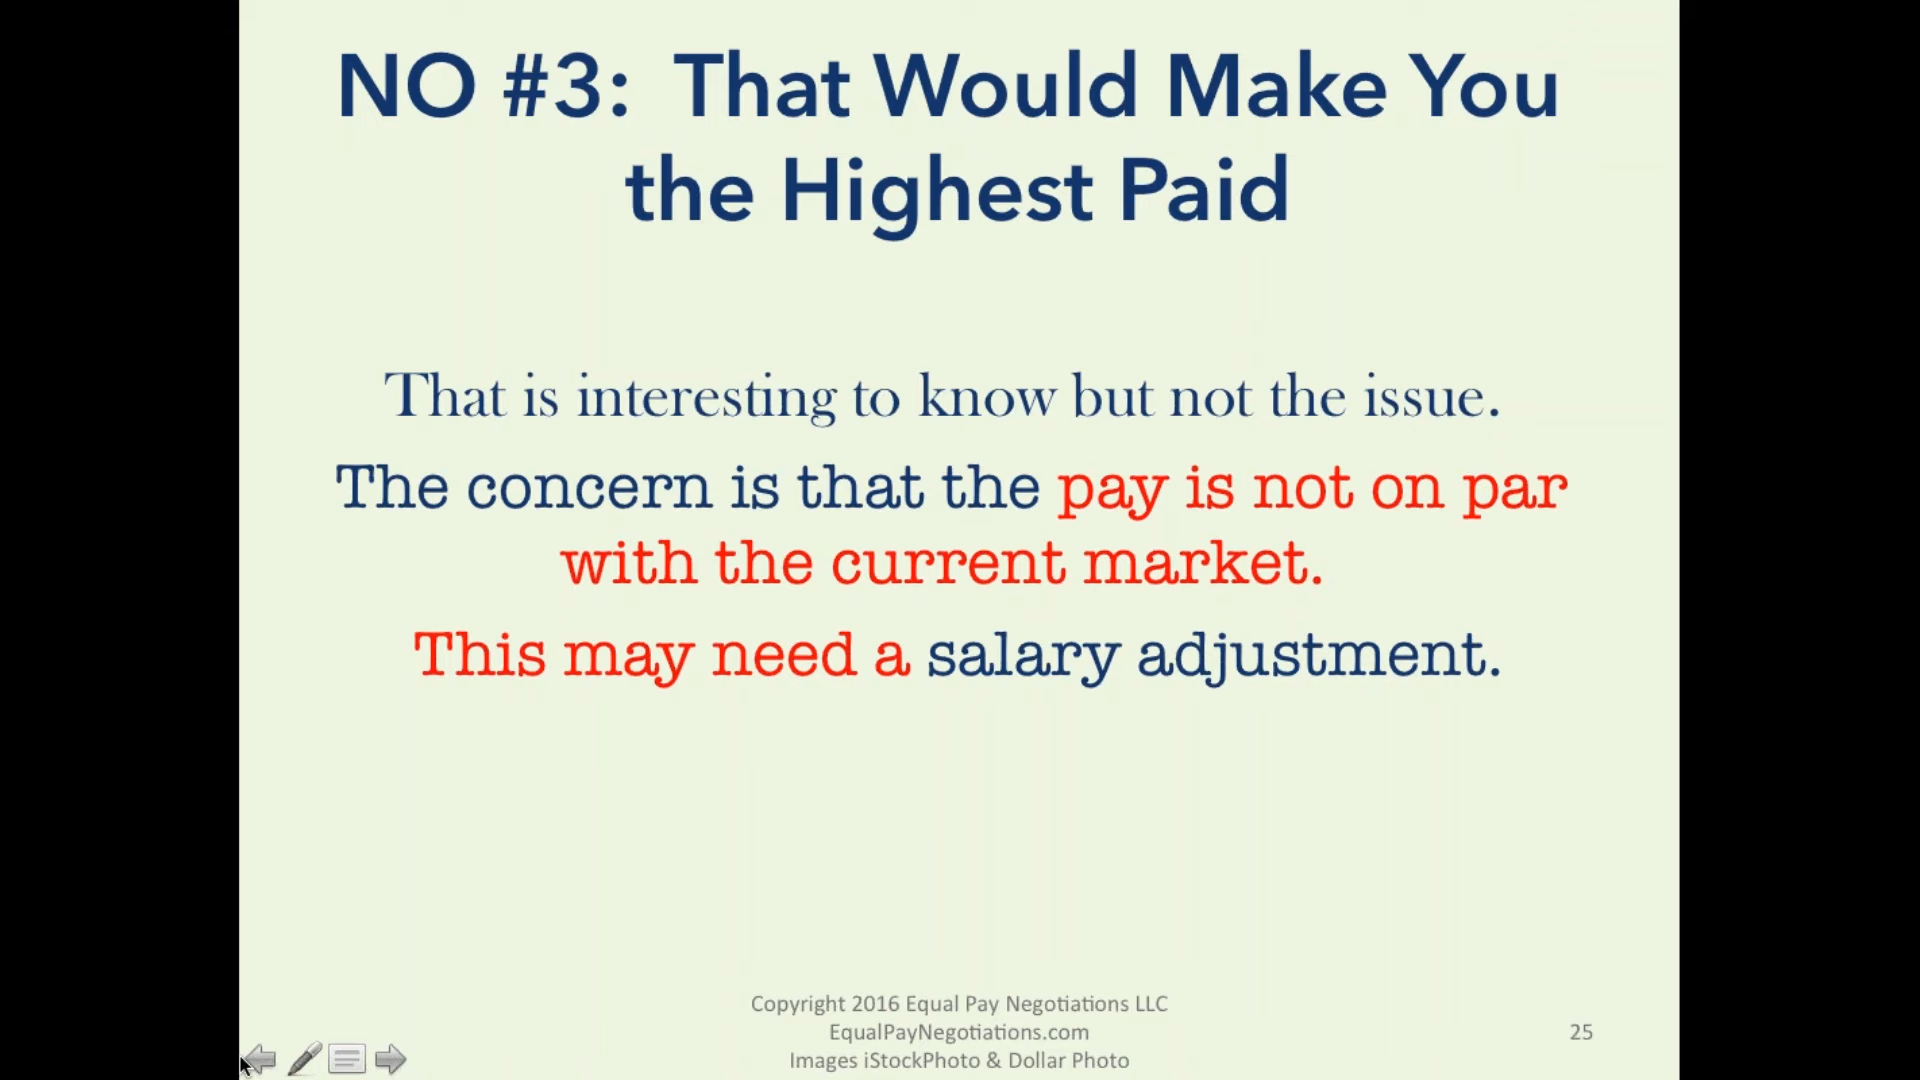 NO #3: That Would Make You
the Highest Paid
That is interesting to know but not the issue.
The concern is that the pay is not on par
with the current market.
This may need a salary adjustment.
Copyright 2016 Equal Pay Negotiations LLC
EqualPayNegotiations.com
Images iStockPhoto & Dollar Photo
25